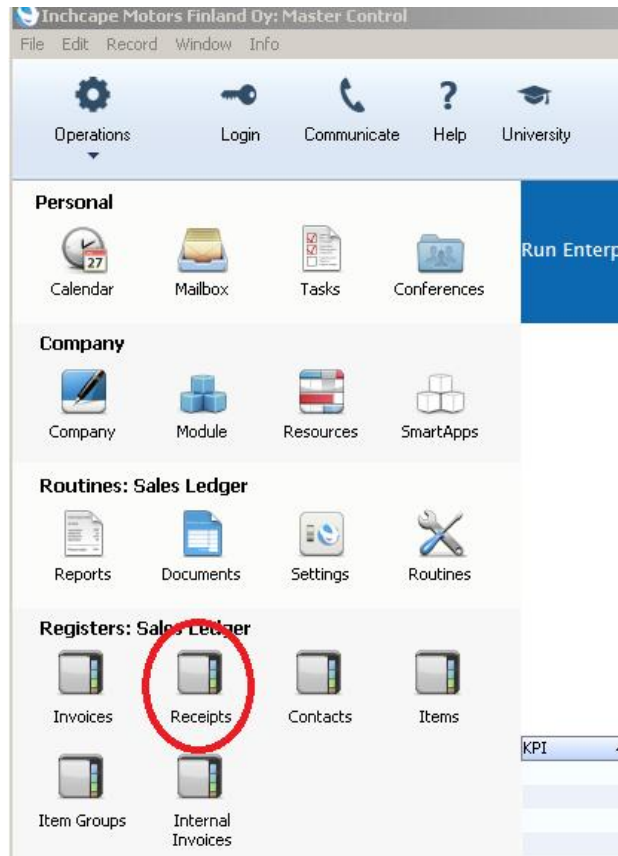 Inchcape Motors Finland Oy: Master Control
File Edit Record Window Info
Operations Login Communicate Help University
Personal
Run Enterp
27
Calendar Mailbox Tasks Conferences
Company
Company Module Resources SmartApps
Routines: Sales Ledger
Reports Documents Settings Routines
Registers: Sales Ledger
Invoices Receipts Contacts Items
KPI
Item Groups Internal
Invoices